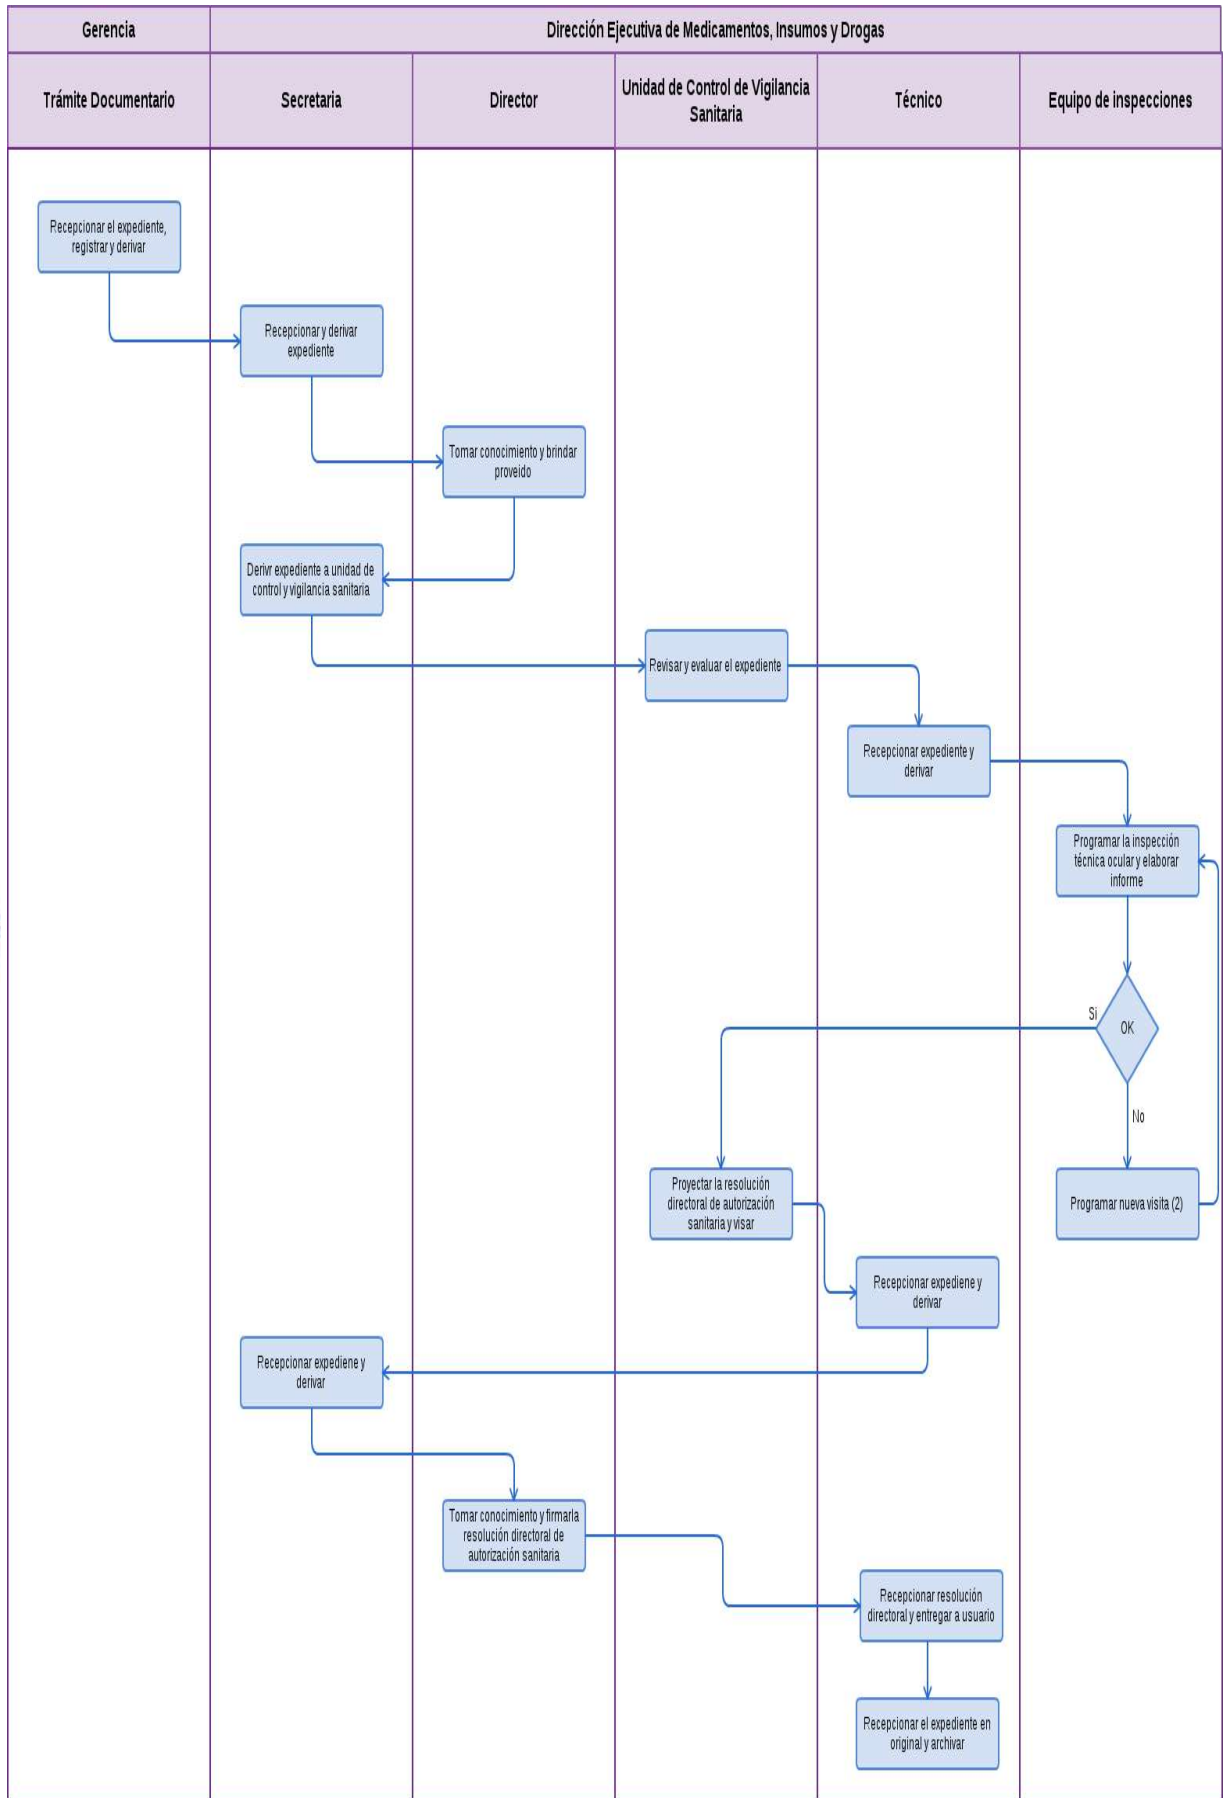 Gerencia
Dirección Ejecutiva de Medicamentos, Insumos y Drogas
Trámite Documentario
Secretaria
Director
Unidad de Control de Vigilancia
Sanitaria
Técnico
Equipo de inspecciones
Recepcionar el expediente,
registrar y derivar
Recepcionar y derivar
expediente
Tomar conocimiento y brindar
proveido
Derivr expediente a unidad de
control y vigilancia sanitaria
Revisar y evaluar el expediente
Recepcionar expediente y
derivar
Programar la inspección
técnica ocular y elaborar
informe
Si
OK
No
Proyectar la resolución
directoral de autorización
sanitaria y visar
Programar nueva visita (2)
Recepcionar expediene y
derivar
Recepcionar expediene y
derivar
Tomar conocimiento y firmarla
resolución directoral de
autorización sanitaria
Recepcionar resolución
directoral y entregar a usuario
Recepcionar el expediente en
original y archivar